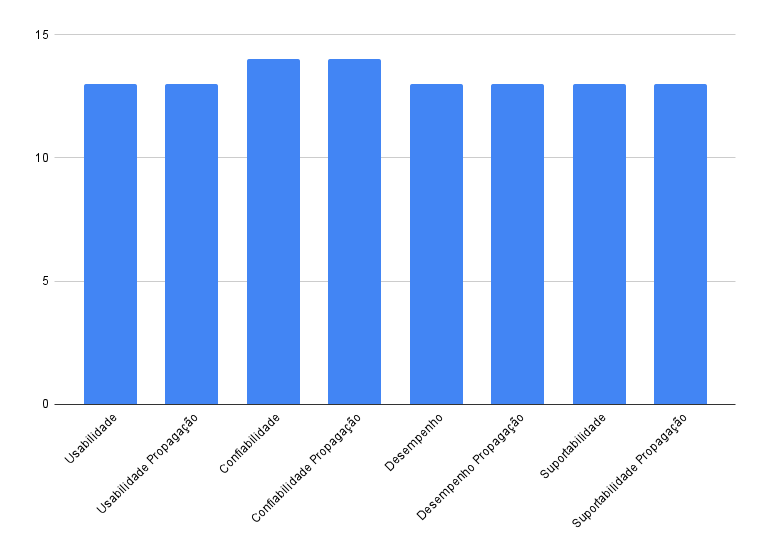 15
10
5
0
Usabilidade
Usabilidade Propagação
Confiabilidade
Confiabilidade Propagação
Desempenho
Desempenho Propagação
Suportabilidade
Suportabilidade Propagação